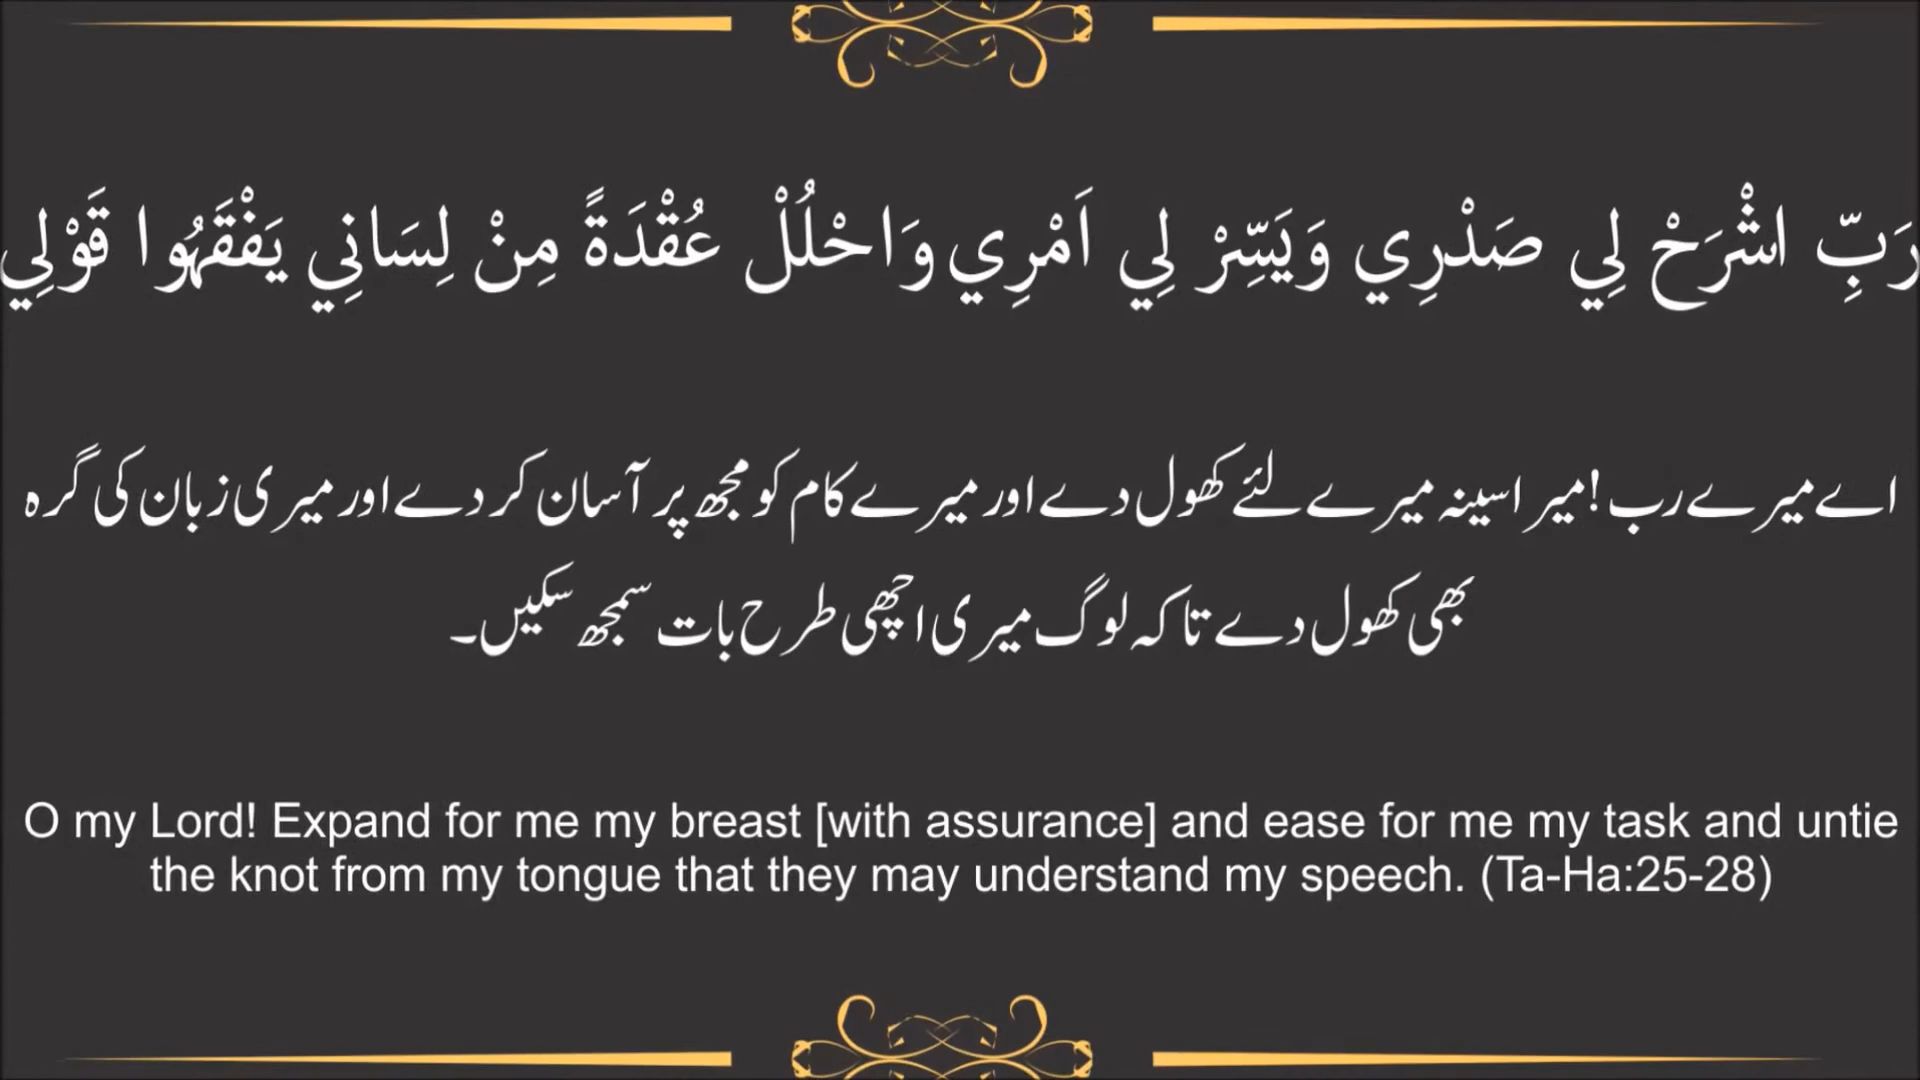 رَبِّ اشْرَحْ لِي صَدْرِي وَيَسِّرْ لِي اَمْرِي وَاحْلُلْ عُقْدَةً مِنْ لِسَانِي يَفْقَهُوا قَوْلِي
اے میرے رب! میرا سینہ میرے لئے کھول دے اور میرے کام کو مجھ پر آسان کر دے اور میری زبان کی گرہ
بھی کھول دے تاکہ لوگ میری اچھی طرح بات سمجھ سکیں۔
O my Lord! Expand for me my breast [with assurance] and ease for me my task and untie
the knot from my tongue that they may understand my speech. (Ta-Ha:25-28)